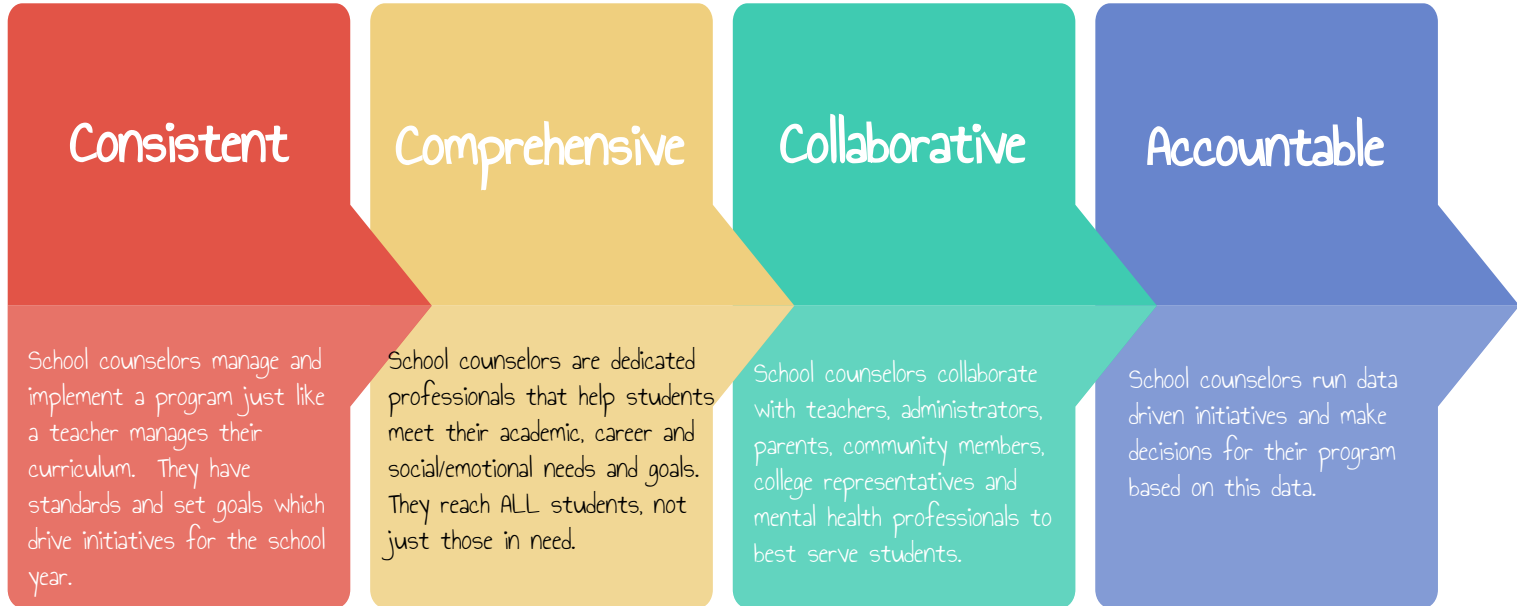 Consistent
School counselors manage and
implement a program just like
a teacher manages their
curriculum. They have
standards and set goals which
drive initiatives for the school
year.
Comprehensive
School counselors are dedicated
professionals that help students
meet their academic, career and
social/emotional needs and goals.
They reach ALL students, not
just those in need.
Collaborative
School counselors collaborate
with teachers, administrators,
parents, community members,
college representatives and
mental health professionals to
best serve students.
Accountable
School counselors run data
driven initiatives and make
decisions for their program
based on this data.